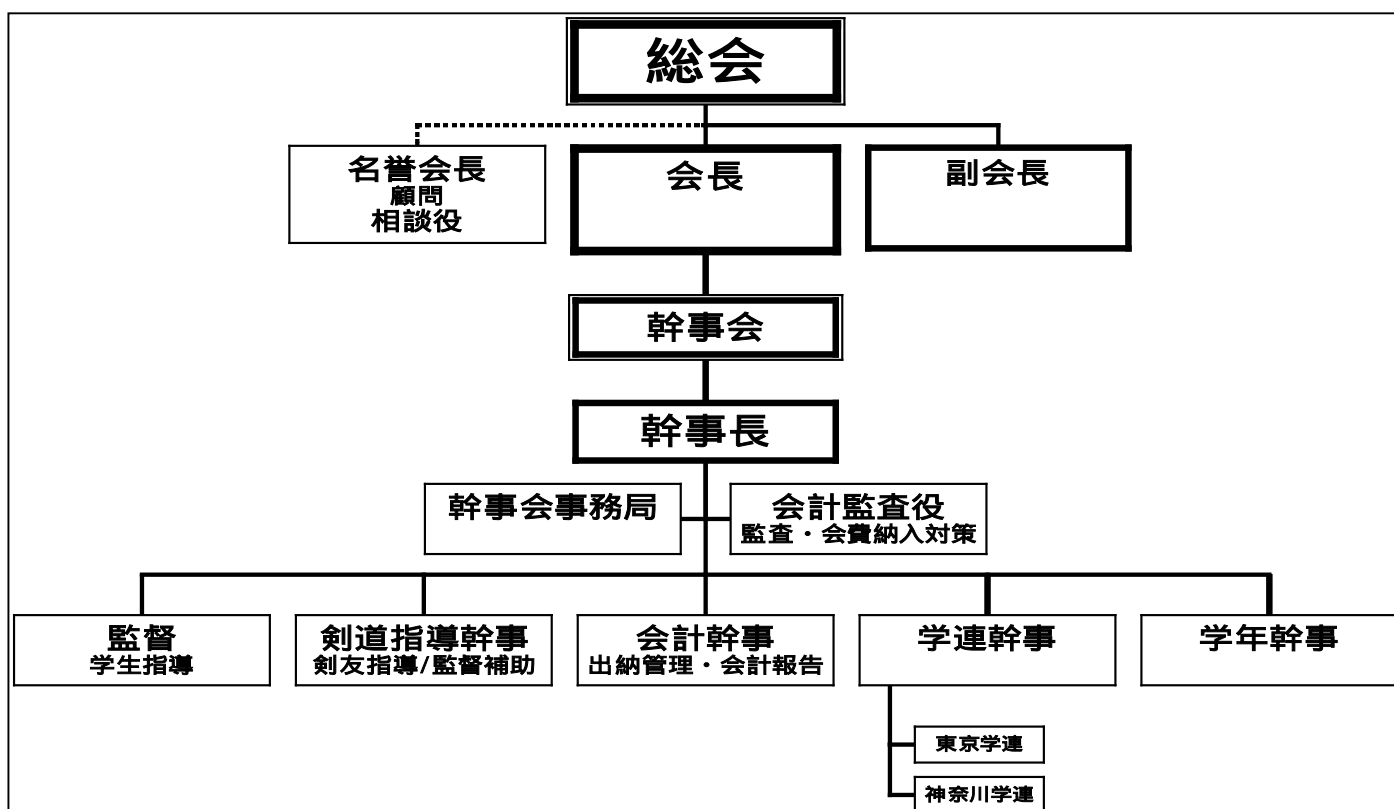 総会
名誉会長
顧問
相談役
会長
副会長
幹事会
幹事長
幹事会事務局
会計監査役
監査・会費納入対策
監督
学生指導
剣道指導幹事
剣友指導/監督補助
会計幹事
出納管理・会計報告
学連幹事
学年幹事
東京学連
神奈川学連